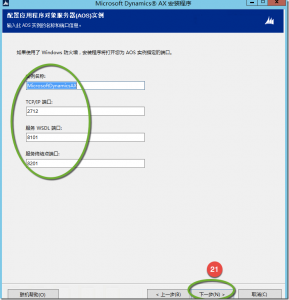 Microsoft Dynamics® AX 安装程序
配置应用程序对象服务器(AOS)实例
输入此 AOS 实例的名称和端口信息。
如果使用了 Windows 防火墙，安装程序将打开您为 AOS 实例指定的端口。
实例名称:
MicrosoftDynamicsAX
TCP/IP 端口:
2712
服务 WSDL 端口:
8101
服务终结点端口:
8201
21
联机帮助(O)
< 上一步(B)
下一步(N) >
取消(C)